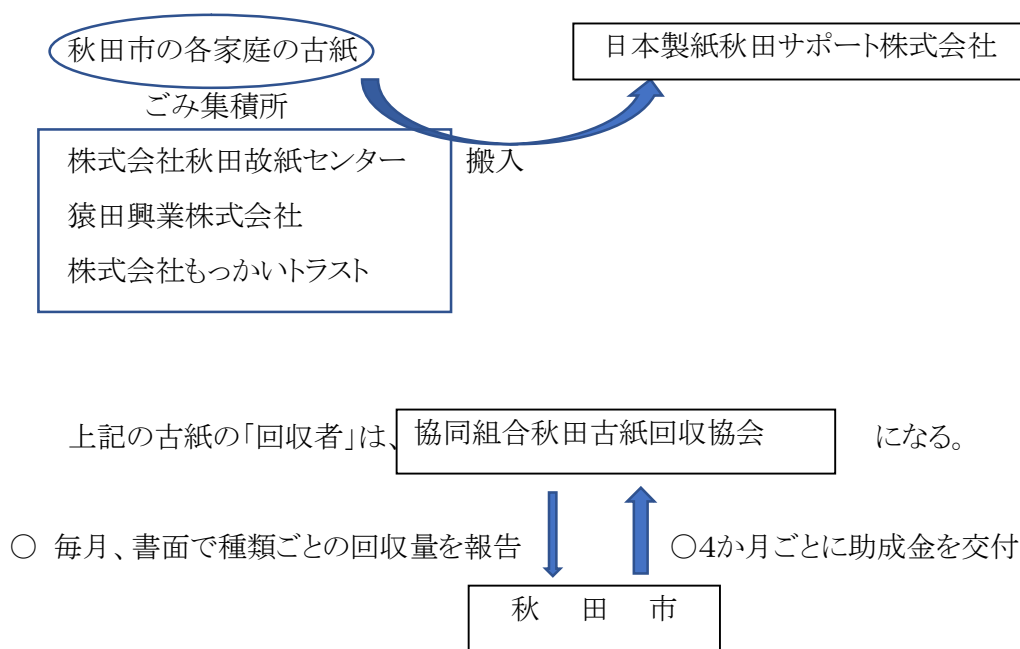 秋田市の各家庭の古紙
日本製紙秋田サポート株式会社
ごみ集積所
株式会社秋田故紙センター
搬入
猿田興業株式会社
株式会社もっかいトラスト
上記の古紙の「回収者」は、協同組合秋田古紙回収協会 になる。
○ 毎月、書面で種類ごとの回収量を報告
○4か月ごとに助成金を交付
秋 田 市